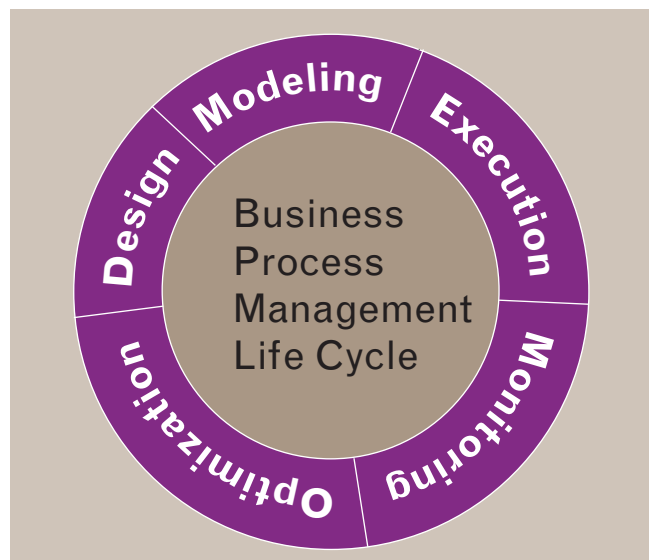 Design
Modeling
Execution
Monitoring
Optimization
Business
Process
Management
Life Cycle